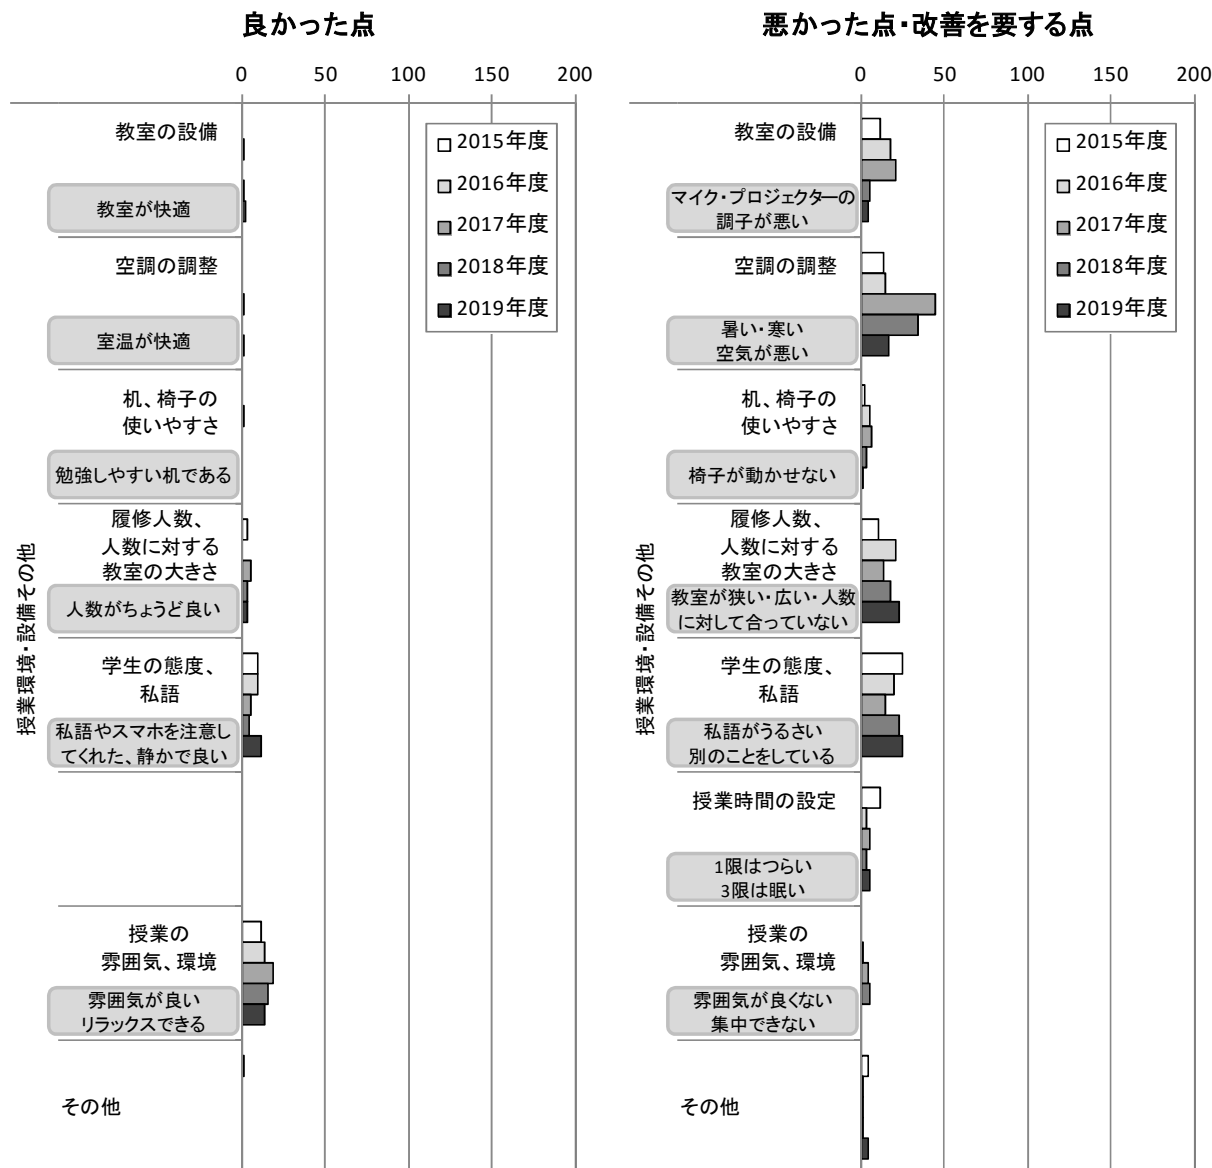 良かった点
0 50 100 150 200
2015年度
2016年度
2017年度
2018年度
2019年度
授業環境・設備その他
教室の設備
教室が快適
空調の調整
室温が快適
机、椅子の
使いやすさ
勉強しやすい机である
履修人数、
人数に対する
教室の大きさ
人数がちょうど良い
学生の態度、
私語
私語やスマホを注意し
てくれた、静かで良い
授業の
雰囲気、環境
雰囲気が良い
リラックスできる
その他
悪かった点・改善を要する点
0 50 100 150 200
2015年度
2016年度
2017年度
2018年度
2019年度
授業環境・設備その他
教室の設備
マイク・プロジェクターの
調子が悪い
空調の調整
暑い・寒い
空気が悪い
机、椅子の
使いやすさ
椅子が動かせない
履修人数、
人数に対する
教室の大きさ
教室が狭い・広い・人数
に対して合っていない
学生の態度、
私語
私語がうるさい
別のことをしている
授業時間の設定
1限はつらい
3限は眠い
授業の
雰囲気、環境
雰囲気が良くない
集中できない
その他